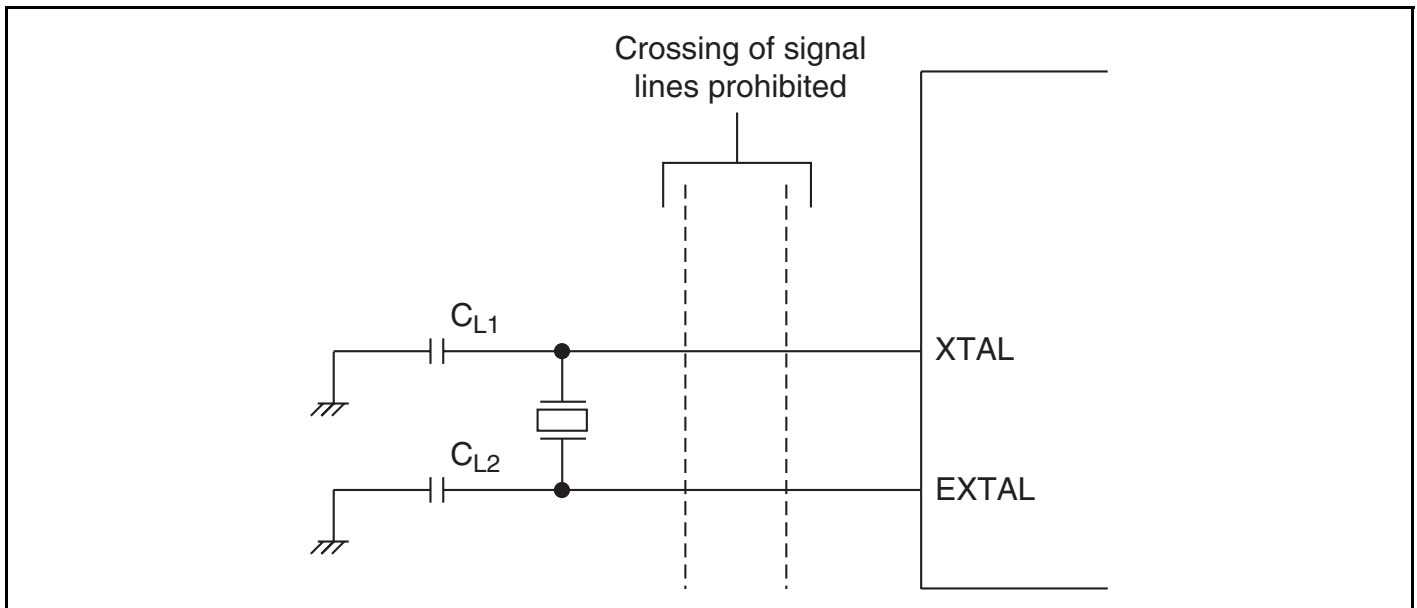 Crossing of signal
lines prohibited
CL1
XTAL
CL2
EXTAL